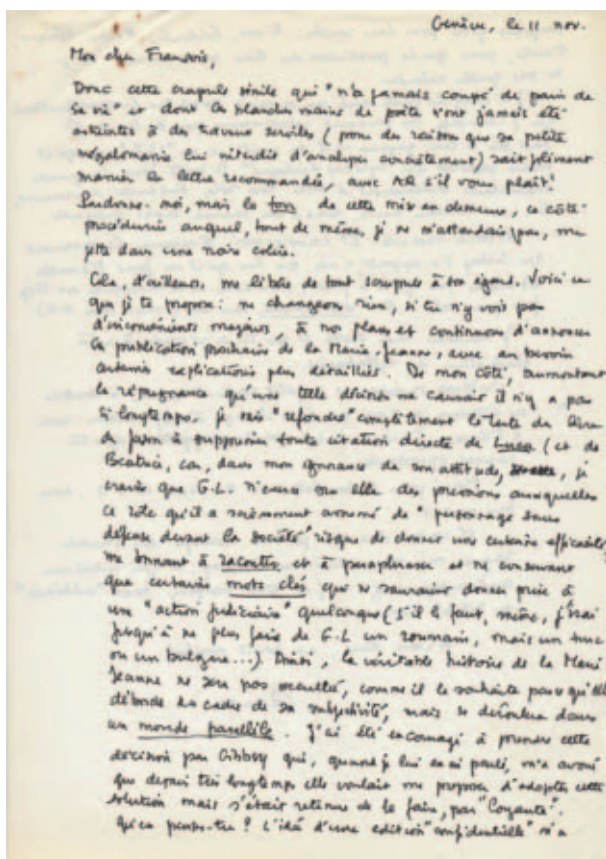 Genève, le 11 nov.
Mon cher François,
Donc cette crapule sénile qui "n'a jamais coupé de pain de
sa vie" et dont les blanches mains de poète n'ont jamais été
astreintes à des travaux serviles (pour des raisons que sa petite
mégalomanie lui interdit d'analyser concrètement) sait joliment
manier la lettre recommandée, avec AR s'il vous plaît!
Pardonne-moi, mais le ton de cette mise en demeure, ce côté
procédurier auquel, tout de même, je ne m'attendais pas, me
jette dans une noire colère.
Cela, d'ailleurs, me libère de tout scrupule à son égard. Voici ce
que je te propose: ne changeons rien, si tu n'y vois pas
d'inconvénients majeurs, à nos plans et continuons d'annoncer
la publication prochaine de la Marie-Jeanne, avec au besoin
certaines explications plus détaillées. De mon côté, surmontant
la répugnance qu'une telle décision me causait il n'y a pas
si longtemps, je vais "refondre" complètement le texte du livre
de façon à supprimer toute citation directe de Luca (et de
Béatrice, car, dans mon ignorance de son attitude, je
crains que G.L. n'exerce sur elle des pressions auxquelles
ce rôle qu'il a sciemment assumé de "personnage sans
défense devant la société" risque de donner une certaine efficacité)
me bornant à raconter et à paraphraser et ne conservant
que certains mots clés qui ne sauraient donner prise à
une "action judiciaire" quelconque (s'il le faut, même, j'irai
jusqu'à ne plus faire de G.L un roumain, mais un turc
ou un bulgare...) Ainsi, la véritable histoire de la Marie
Jeanne ne sera pas occultée, comme il le souhaite parce qu'elle
déborde du cadre de sa subjectivité, mais se déroulera dans
un monde parallèle. J'ai été encouragé à prendre cette
décision par Gibbsy qui, quand je lui en ai parlé, m'a avoué
que depuis très longtemps elle voulait me proposer d'adopter cette
solution mais s'était retenue de le faire, par "loyauté".
Qu'en penses-tu? L'idée d'une édition "confidentielle" m'a